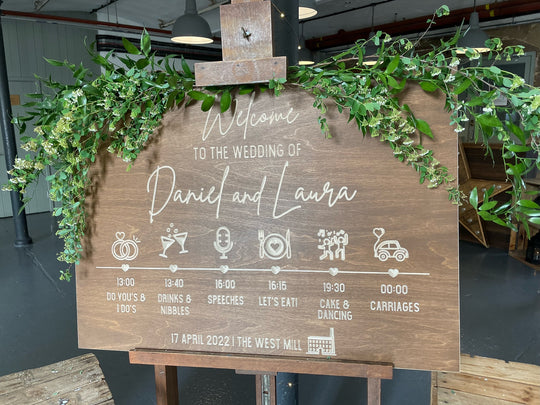 Welcome
TO THE WEDDING OF
Daniel and Laura
13:00 13:40 16:00 16:15 19:30 00:00
DO YOU'S & I DO'S
DRINKS & NIBBLES
SPEECHES
LET'S EAT!
CAKE & DANCING
CARRIAGES
17 APRIL 2022 | THE WEST MILL